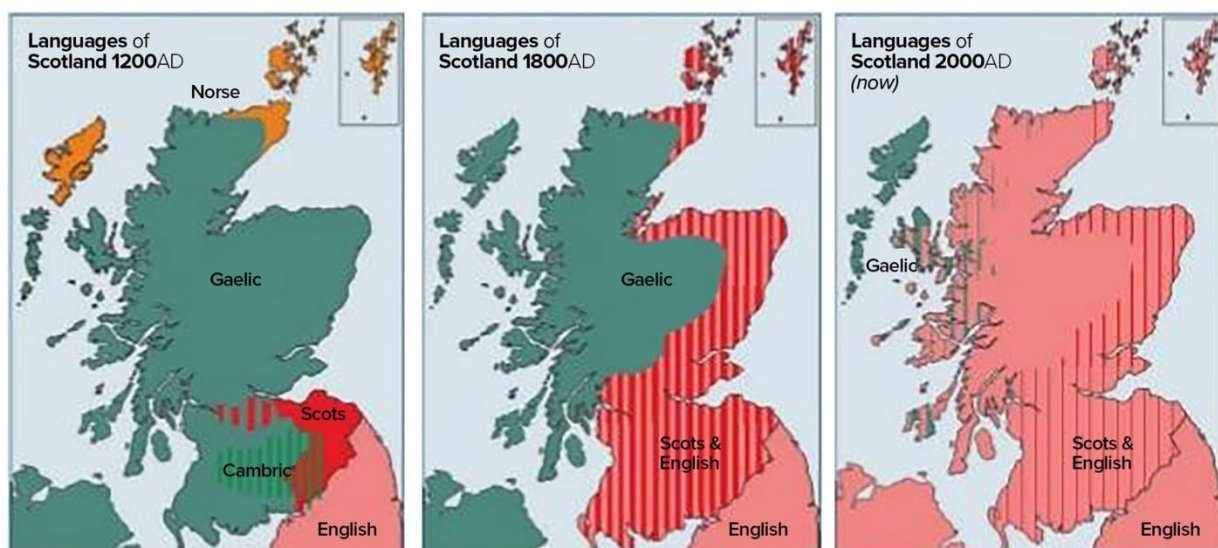 Languages of
Scotland 1200AD
Norse
Gaelic
Scots
Cambric
English
Languages of
Scotland 1800AD
Gaelic
Scots &
English
English
Languages of
Scotland 2000AD
(now)
Gaelic
Scots &
English
English